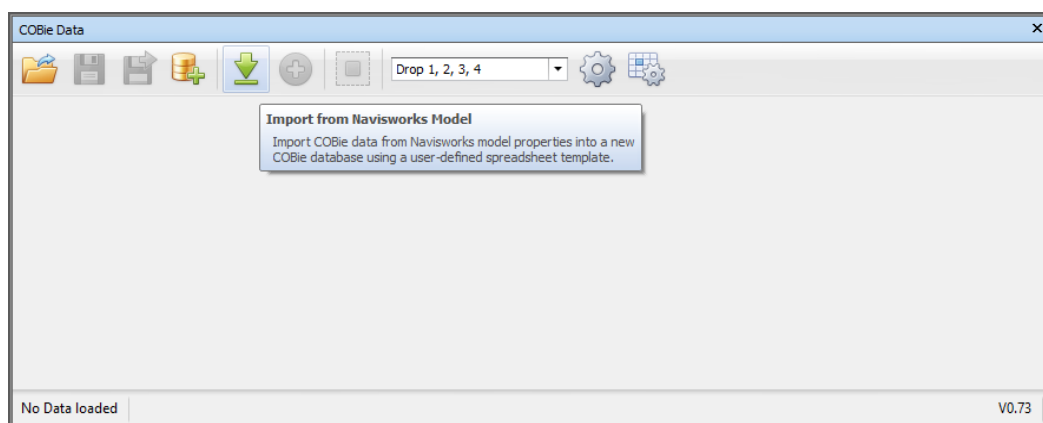 COBie Data
Drop 1, 2, 3, 4
Import from Navisworks Model
Import COBie data from Navisworks model properties into a new
COBie database using a user-defined spreadsheet template.
No Data loaded
V0.73